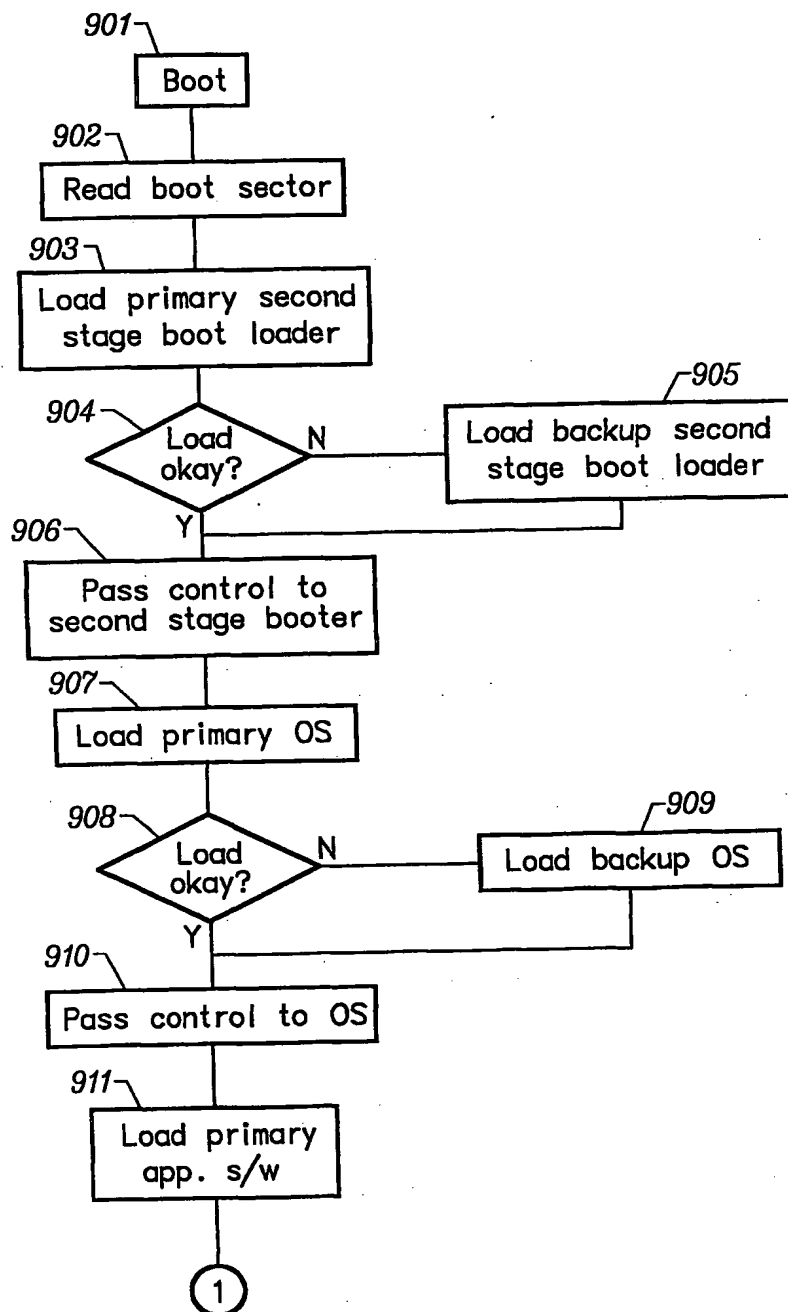 901
Boot
902
Read boot sector
903
Load primary second
stage boot loader
904
Load
okay?
N
905
Load backup second
stage boot loader
Y
906
Pass control to
second stage booter
907
Load primary OS
908
Load
okay?
N
909
Load backup OS
Y
910
Pass control to OS
911
Load primary
app. s/w
1